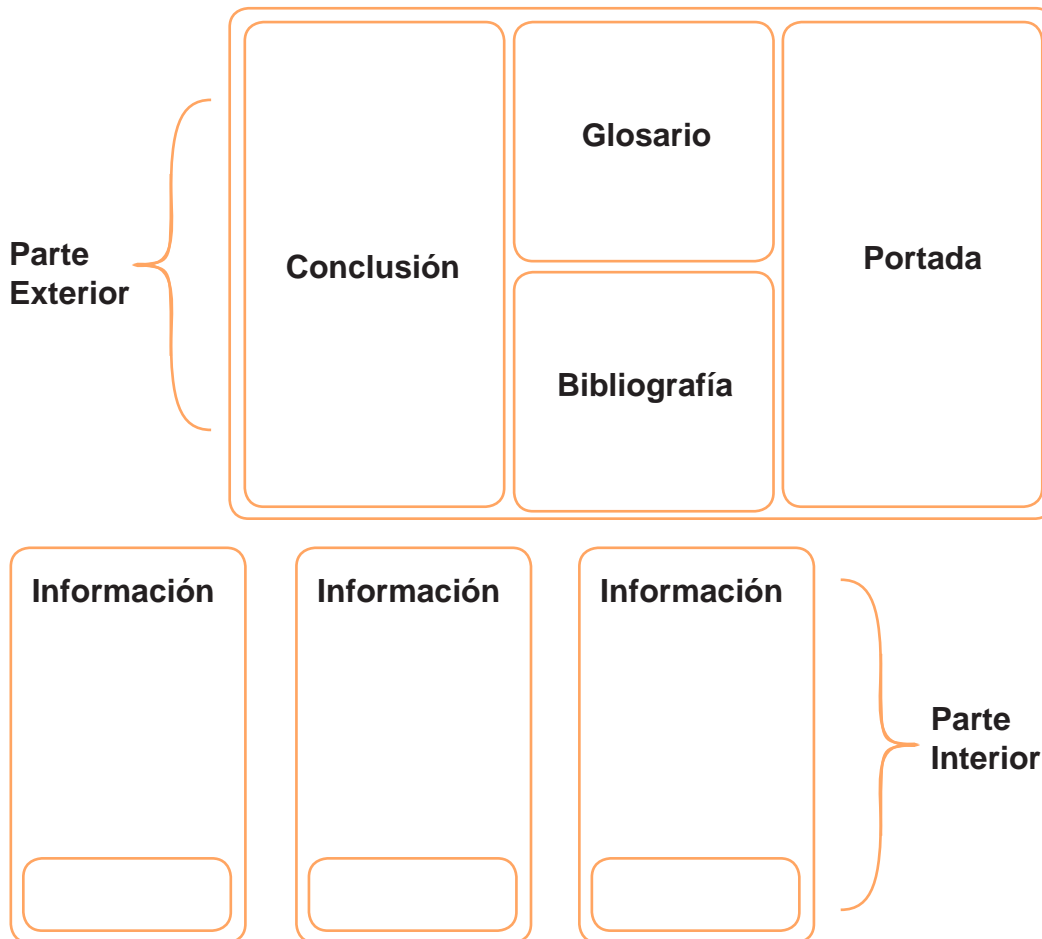 Glosario
Parte
Exterior
Conclusión
Portada
Bibliografía
Información
Información
Información
Parte
Interior